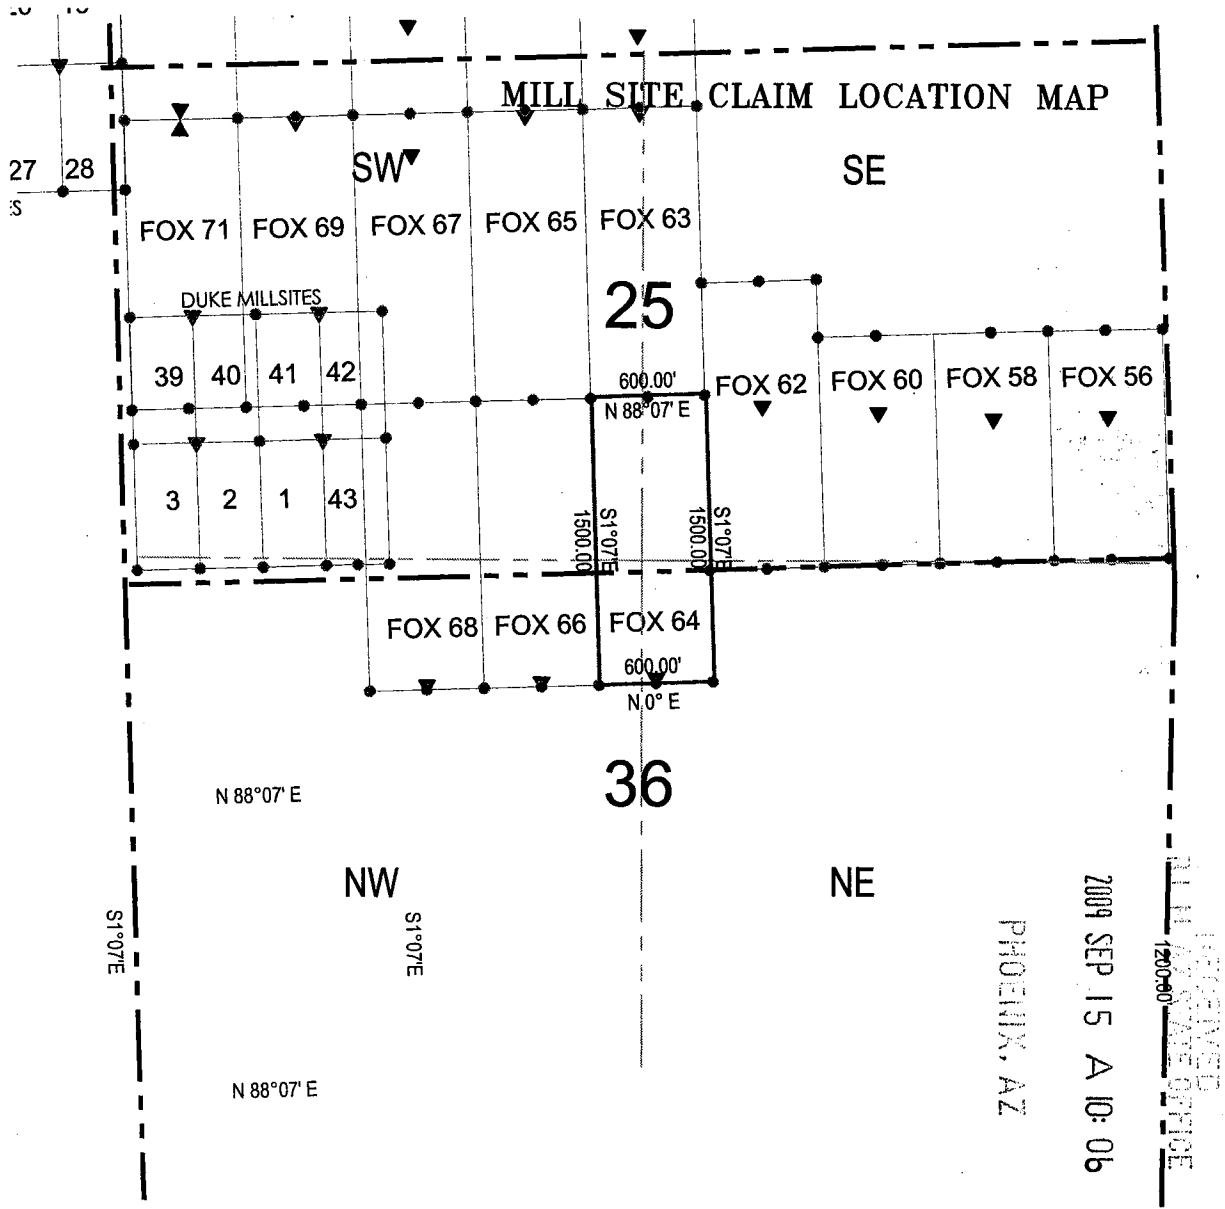 MILL SITE CLAIM LOCATION MAP
27 28
SW
SE
FOX 71 FOX 69 FOX 67 FOX 65 FOX 63
DUKE MILLSITES
25
39 40 41 42
600.00'
N 88°07' E
FOX 62 FOX 60 FOX 58 FOX 56
3 2 1 43
1500.00'
S1°07'E
1500.00'
S1°07'E
FOX 68 FOX 66 FOX 64
600.00'
N 0° E
36
N 88°07' E
NW
NE
S1°07'E
S1°07'E
N 88°07' E
1200.00'
RECEIVED
STATE OFFICE
2009 SEP 15 A 10:06
PHOENIX, AZ